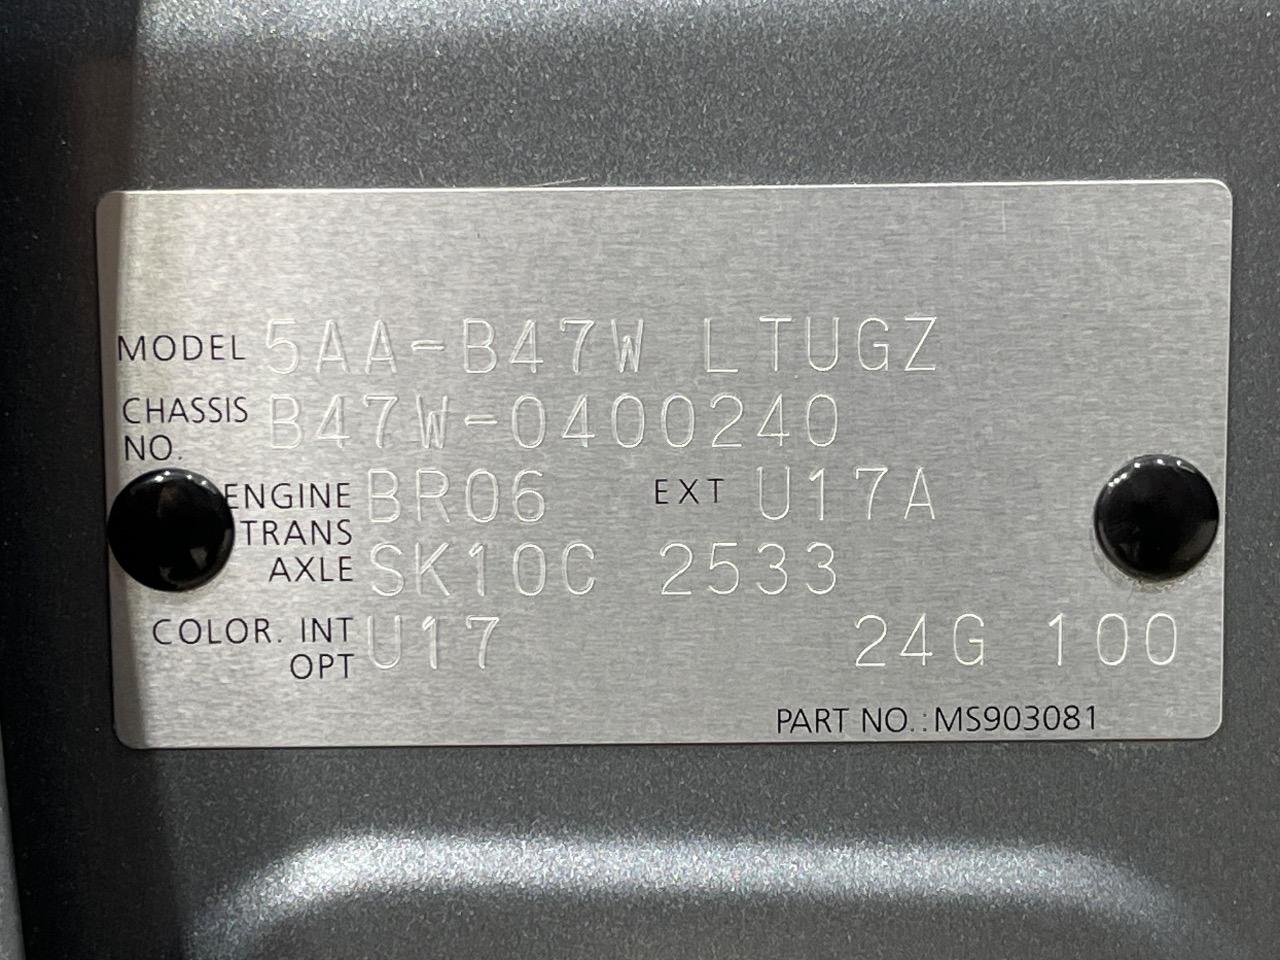 MODEL 5AA-B47W LTUGZ
CHASSIS NO. B47W-0400240
ENGINE BR06 EXT U17A
TRANS AXLE SK10C 2533
COLOR. INT OPT U17 24G 100
PART NO.:MS903081